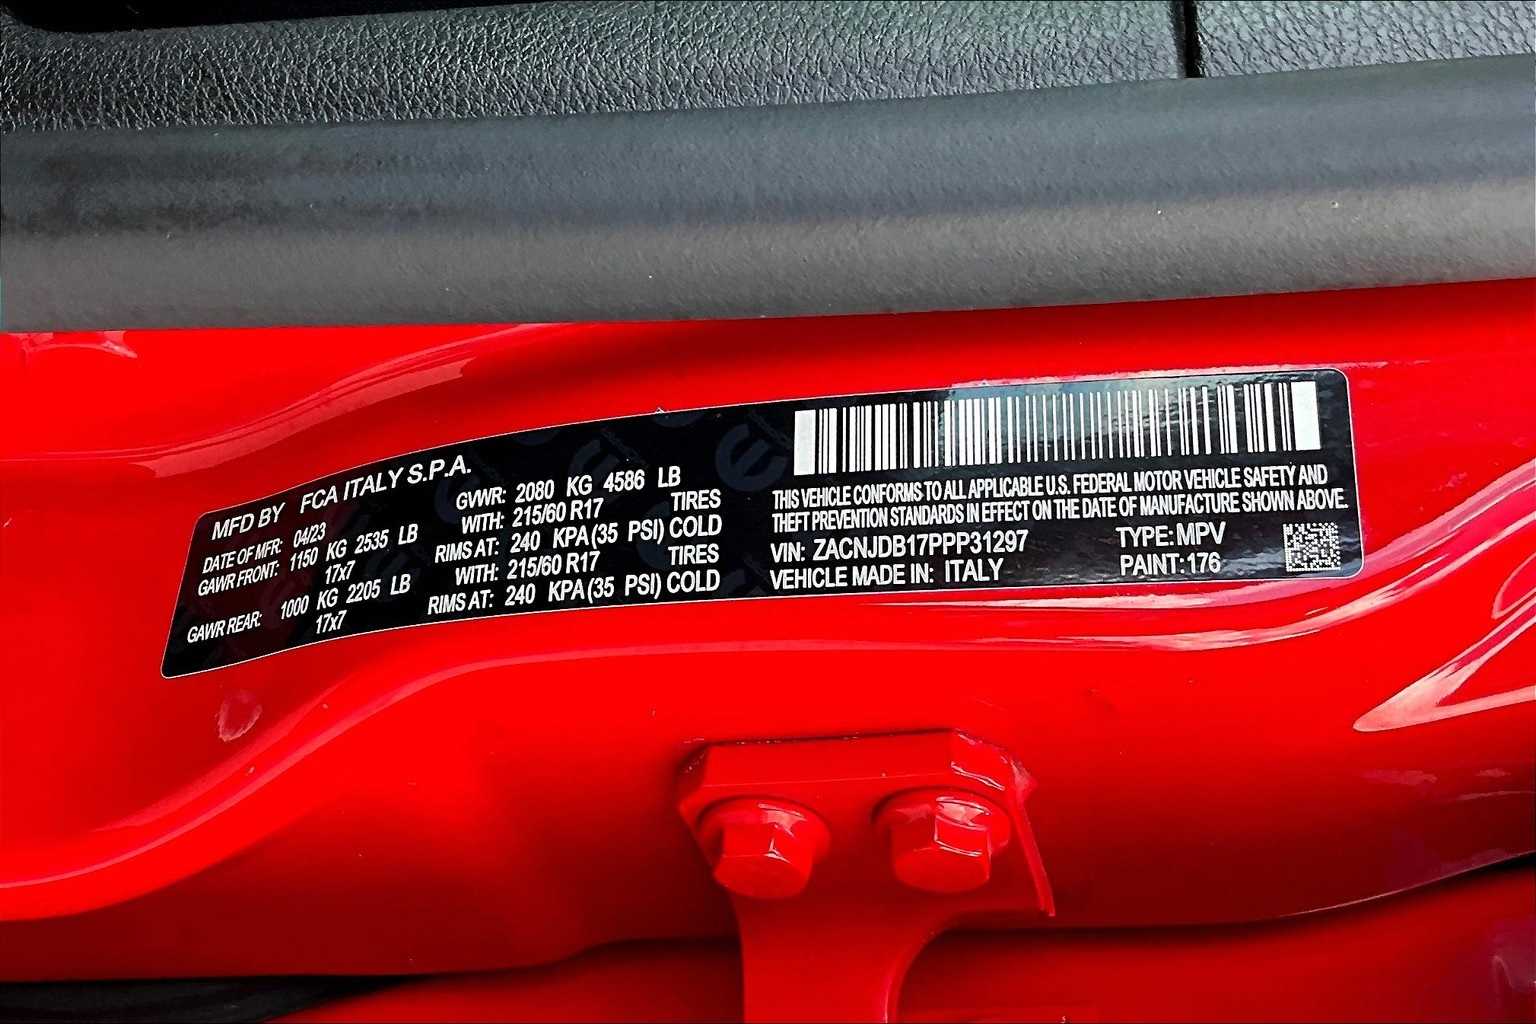 MFD BY FCA ITALY S.P.A.
DATE OF MFR: 04/23 GVWR: 2080 KG 4586 LB
GAWR FRONT: 1150 KG 2535 LB WITH: 215/60 R17 TIRES
17x7 RIMS AT: 240 KPA (35 PSI) COLD
GAWR REAR: 1000 KG 2205 LB WITH: 215/60 R17 TIRES
17x7 RIMS AT: 240 KPA (35 PSI) COLD
THIS VEHICLE CONFORMS TO ALL APPLICABLE U.S. FEDERAL MOTOR VEHICLE SAFETY AND
THEFT PREVENTION STANDARDS IN EFFECT ON THE DATE OF MANUFACTURE SHOWN ABOVE.
VIN: ZACNJDB17PPP31297 TYPE: MPV
VEHICLE MADE IN: ITALY PAINT: 176